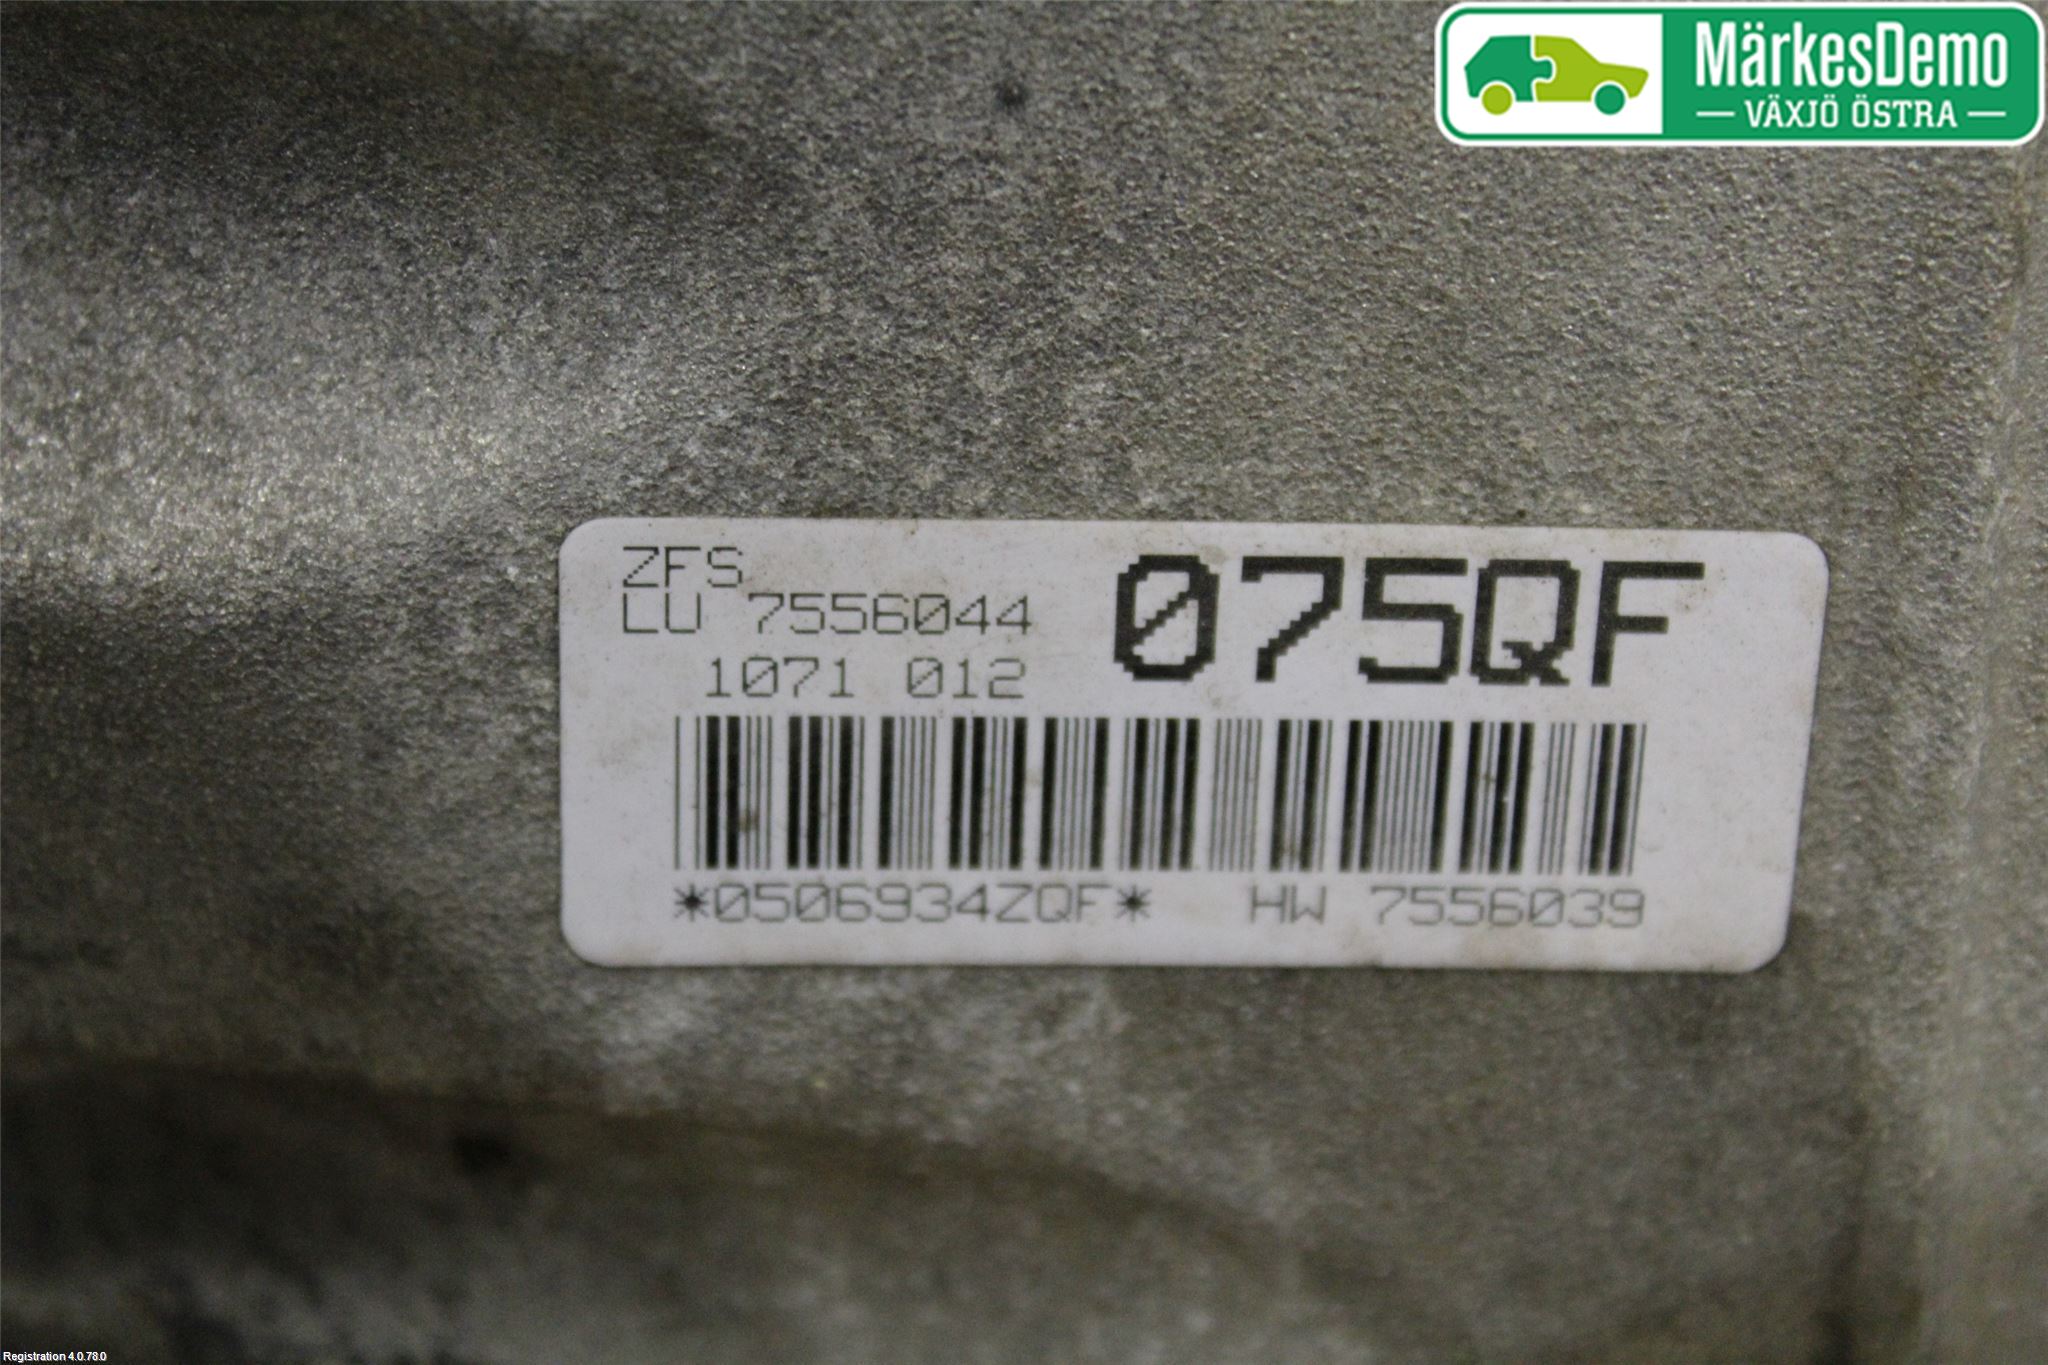 MärkesDemo
— VÄXJÖ ÖSTRA —
ZFS
LU 7556044
075QF
1071 012
*0506934ZQF* HW 7556039
Registration 4.0.78.0